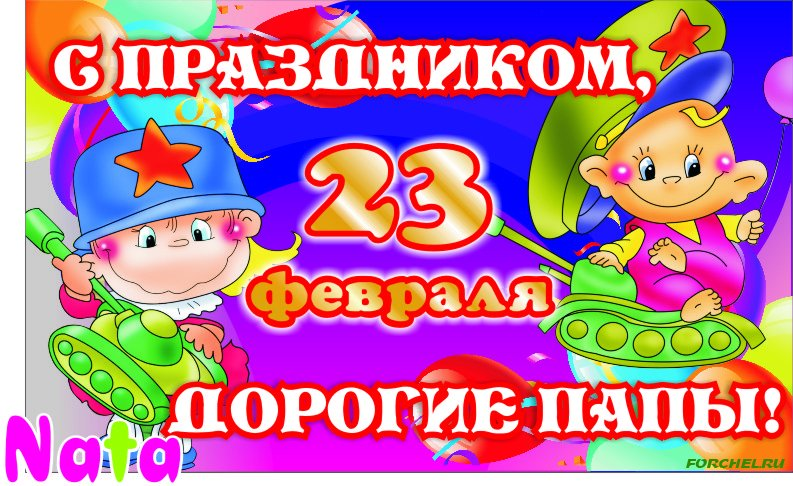 С ПРАЗДНИКОМ,
23
февраля
ДОРОГИЕ ПАПЫ!
Nata
FORCHEL.RU